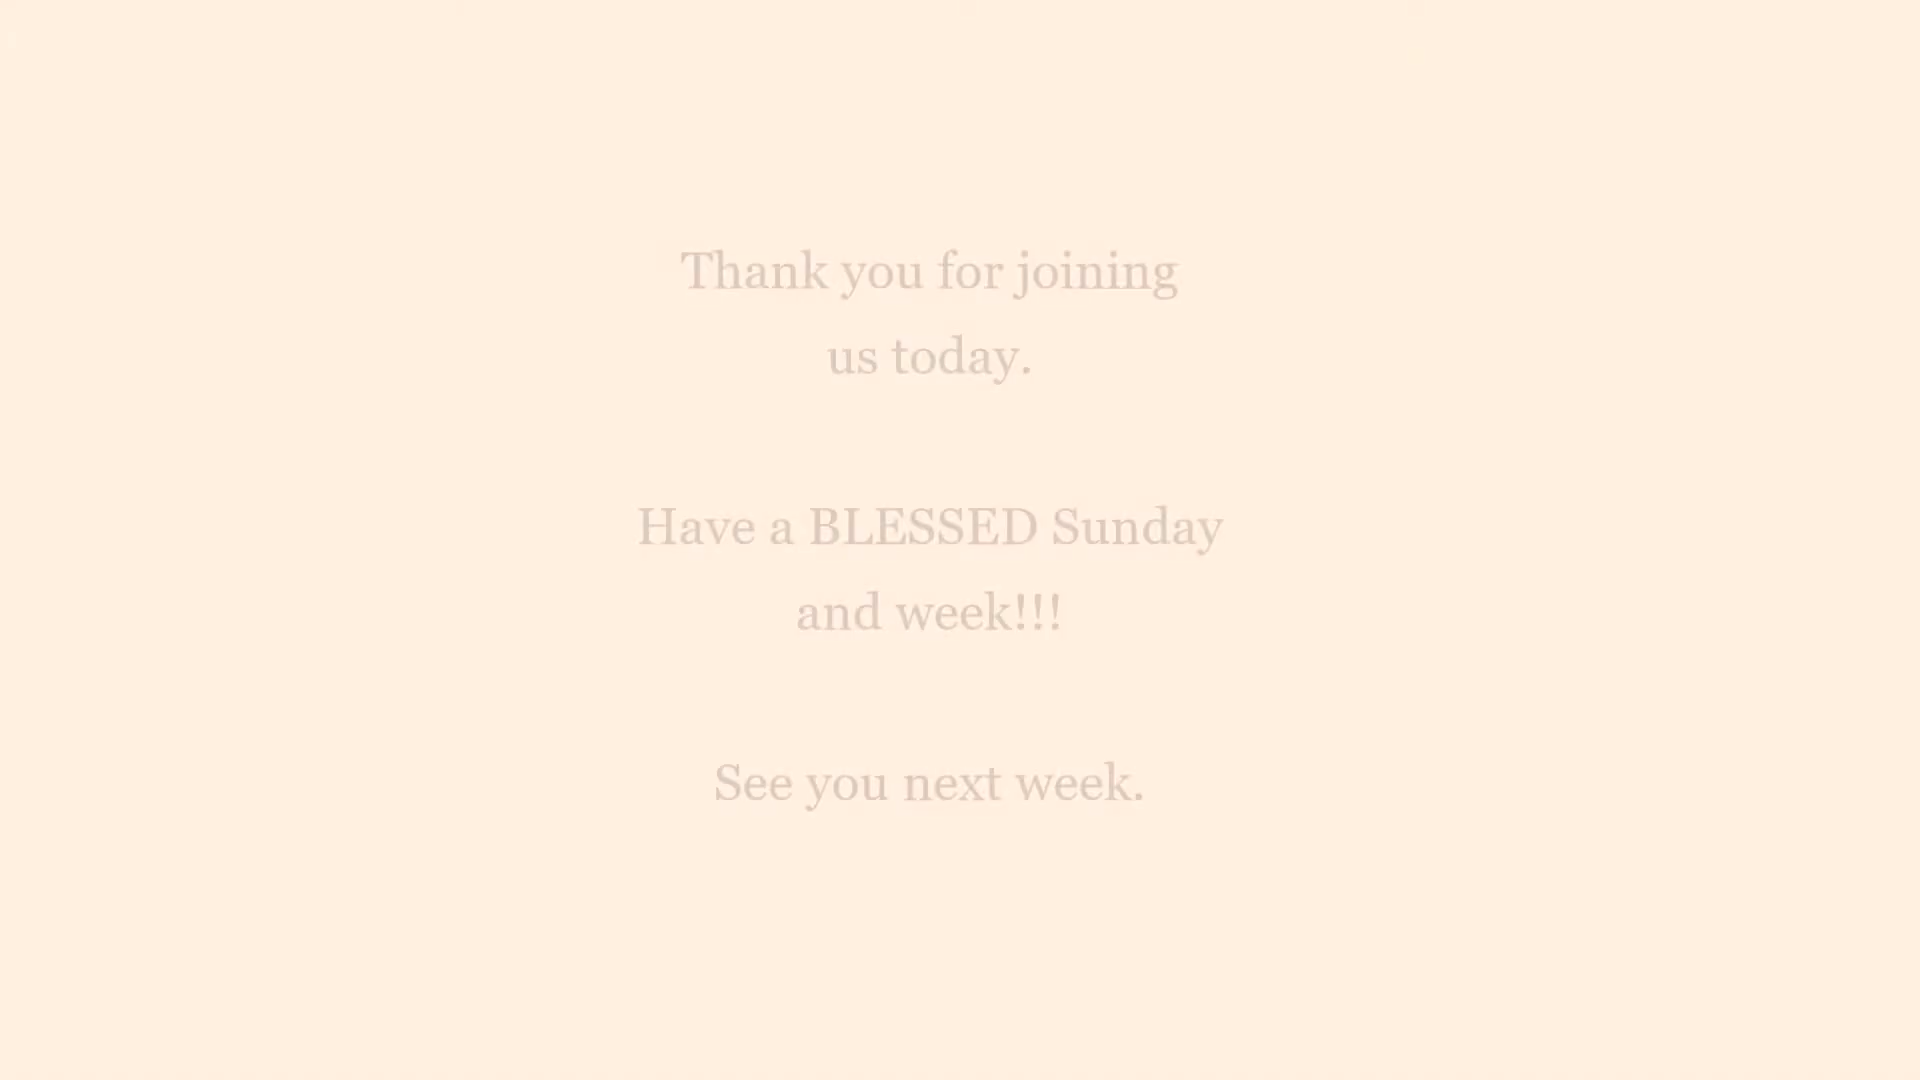 Thank you for joining
us today.
Have a BLESSED Sunday
and week!!!
See you next week.